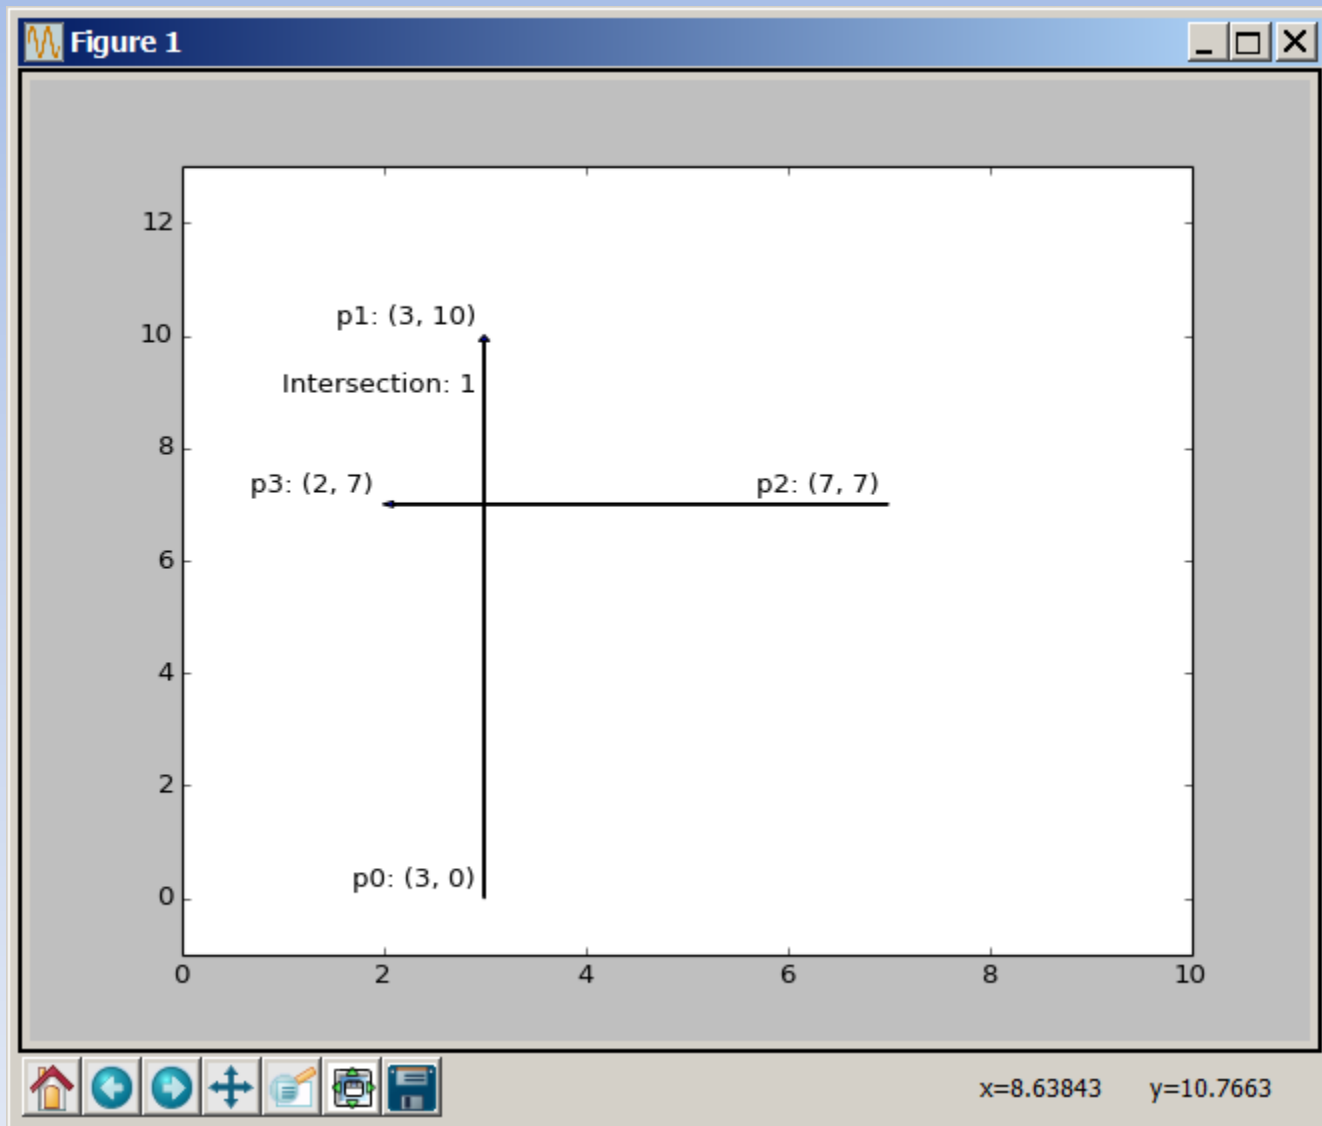 Figure 1
12
p1: (3, 10)
10
Intersection: 1
8
p3: (2, 7)
p2: (7, 7)
6
4
2
p0: (3, 0)
0
0 2 4 6 8 10
x=8.63843 y=10.7663